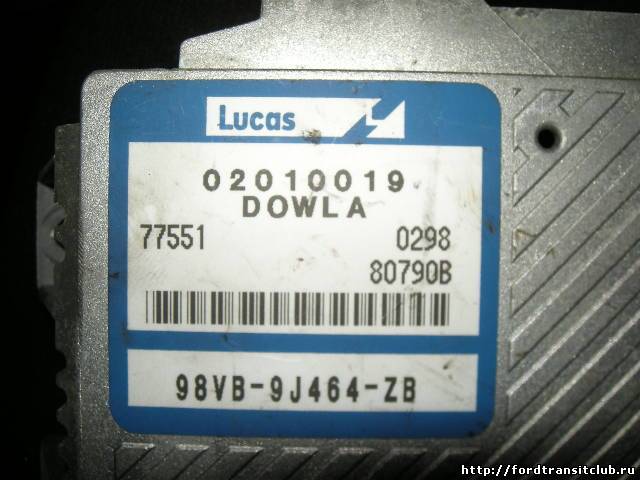 Lucas
02010019
DOWLA
77551 0298
80790B
98VB-9J464-ZB
http://fordtransitclub.ru